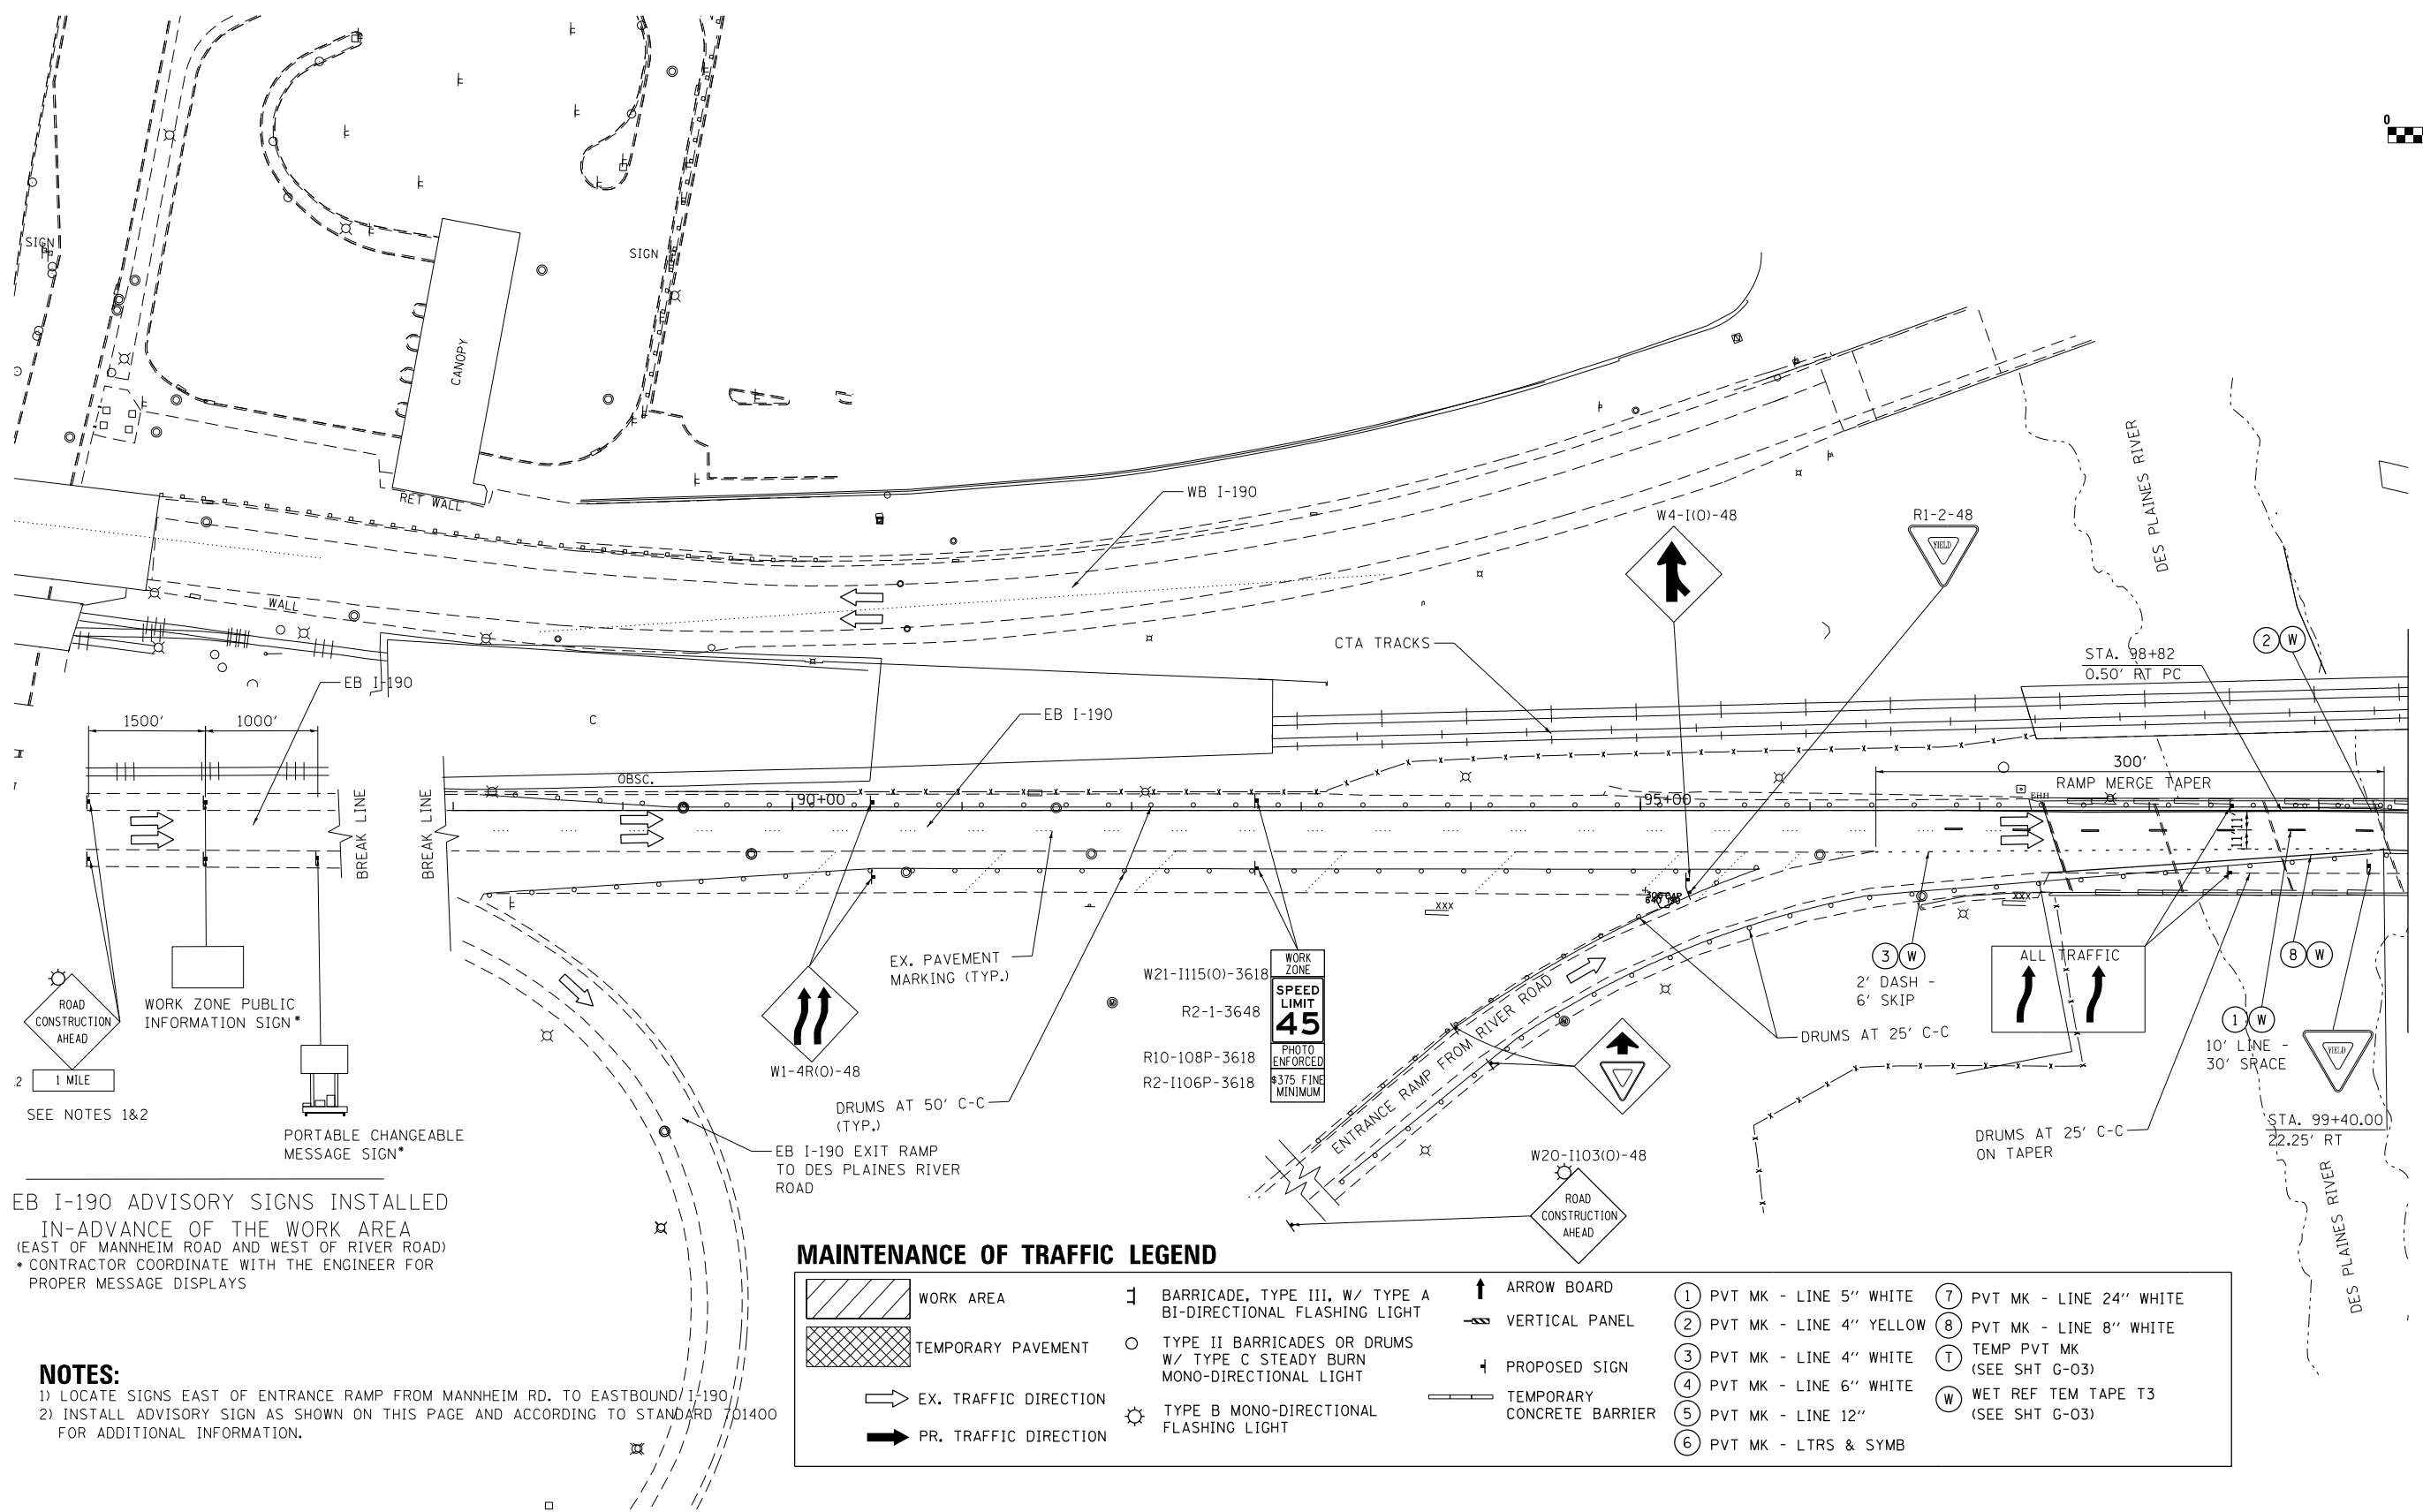 0
SIGN
SIGN
CANOPY
RET WALL
WB I-190
W4-I(O)-48
R1-2-48
YIELD
DES PLAINES RIVER
WALL
CTA TRACKS
2
W
STA. 98+82
0.50' RT PC
EB I-190
1500'
1000'
C
EB I-190
300'
RAMP MERGE TAPER
OBSC.
90+00
95+00
BREAK LINE
BREAK LINE
11'
11'
XXX
XXX
EX. PAVEMENT
MARKING (TYP.)
W21-I115(O)-3618
R2-1-3648
R10-108P-3618
R2-I106P-3618
WORK
ZONE
SPEED
LIMIT
45
PHOTO
ENFORCED
$375 FINE
MINIMUM
3
W
2' DASH -
6' SKIP
ALL TRAFFIC
8
W
1
W
10' LINE -
30' SPACE
YIELD
ROAD
CONSTRUCTION
AHEAD
.2
1 MILE
SEE NOTES 1&2
WORK ZONE PUBLIC
INFORMATION SIGN*
PORTABLE CHANGEABLE
MESSAGE SIGN*
W1-4R(O)-48
DRUMS AT 50' C-C
(TYP.)
EB I-190 EXIT RAMP
TO DES PLAINES RIVER
ROAD
ENTRANCE RAMP FROM RIVER ROAD
DRUMS AT 25' C-C
DRUMS AT 25' C-C
ON TAPER
STA. 99+40.00
22.25' RT
DES PLAINES RIVER
W20-I103(O)-48
ROAD
CONSTRUCTION
AHEAD
EB I-190 ADVISORY SIGNS INSTALLED
IN-ADVANCE OF THE WORK AREA
(EAST OF MANNHEIM ROAD AND WEST OF RIVER ROAD)
* CONTRACTOR COORDINATE WITH THE ENGINEER FOR
PROPER MESSAGE DISPLAYS
NOTES:
1) LOCATE SIGNS EAST OF ENTRANCE RAMP FROM MANNHEIM RD. TO EASTBOUND I-190
2) INSTALL ADVISORY SIGN AS SHOWN ON THIS PAGE AND ACCORDING TO STANDARD 701400
FOR ADDITIONAL INFORMATION.
MAINTENANCE OF TRAFFIC LEGEND
WORK AREA
TEMPORARY PAVEMENT
EX. TRAFFIC DIRECTION
PR. TRAFFIC DIRECTION
BARRICADE, TYPE III, W/ TYPE A
BI-DIRECTIONAL FLASHING LIGHT
TYPE II BARRICADES OR DRUMS
W/ TYPE C STEADY BURN
MONO-DIRECTIONAL LIGHT
TYPE B MONO-DIRECTIONAL
FLASHING LIGHT
ARROW BOARD
VERTICAL PANEL
PROPOSED SIGN
TEMPORARY
CONCRETE BARRIER
1 PVT MK - LINE 5'' WHITE
2 PVT MK - LINE 4'' YELLOW
3 PVT MK - LINE 4'' WHITE
4 PVT MK - LINE 6'' WHITE
5 PVT MK - LINE 12''
6 PVT MK - LTRS & SYMB
7 PVT MK - LINE 24'' WHITE
8 PVT MK - LINE 8'' WHITE
T TEMP PVT MK
(SEE SHT G-03)
W WET REF TEM TAPE T3
(SEE SHT G-03)